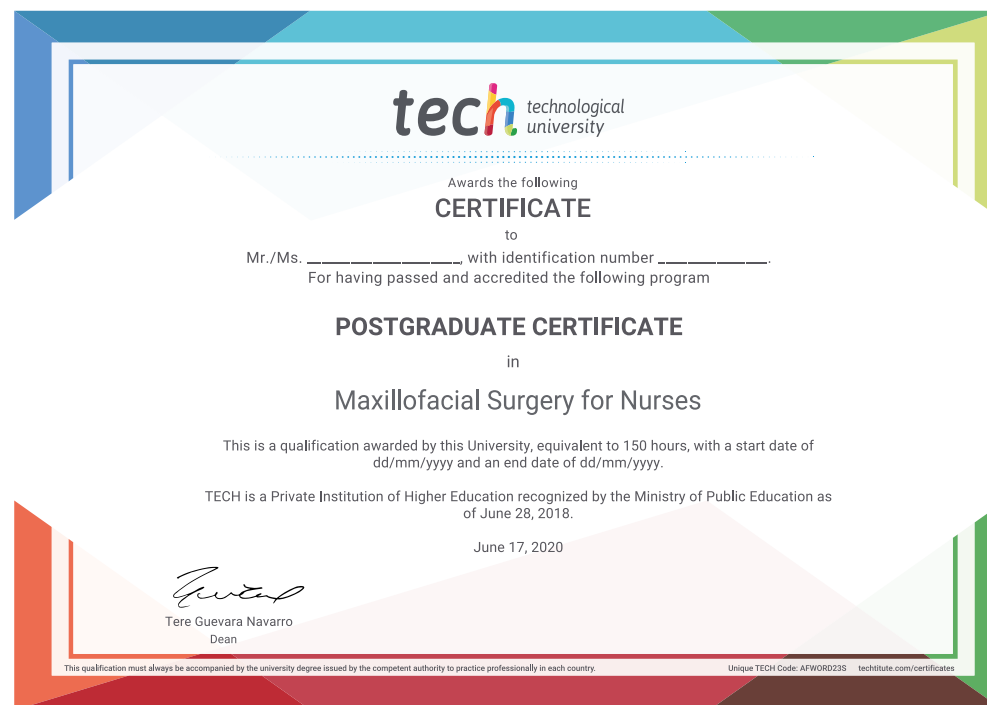 tech technological
university
Awards the following
CERTIFICATE
to
Mr./Ms. ____________________, with identification number ______________.
For having passed and accredited the following program
POSTGRADUATE CERTIFICATE
in
Maxillofacial Surgery for Nurses
This is a qualification awarded by this University, equivalent to 150 hours, with a start date of
dd/mm/yyyy and an end date of dd/mm/yyyy.
TECH is a Private Institution of Higher Education recognized by the Ministry of Public Education as
of June 28, 2018.
June 17, 2020
Tere Guevara Navarro
Dean
This qualification must always be accompanied by the university degree issued by the competent authority to practice professionally in each country.
Unique TECH Code: AFWORD23S techtitute.com/certificates